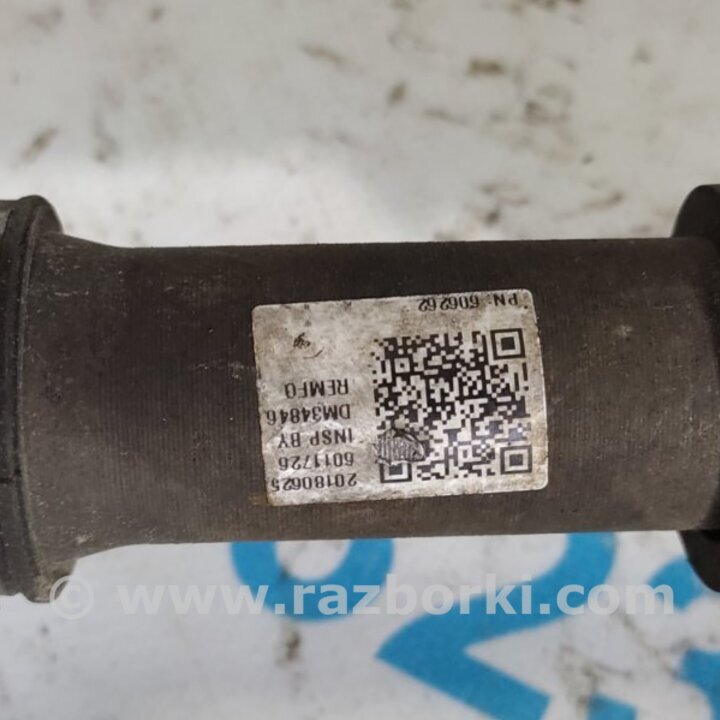 PN: 606262
REMFO
DM34846
INSP BY
6011726
20180625
© www.razborki.com